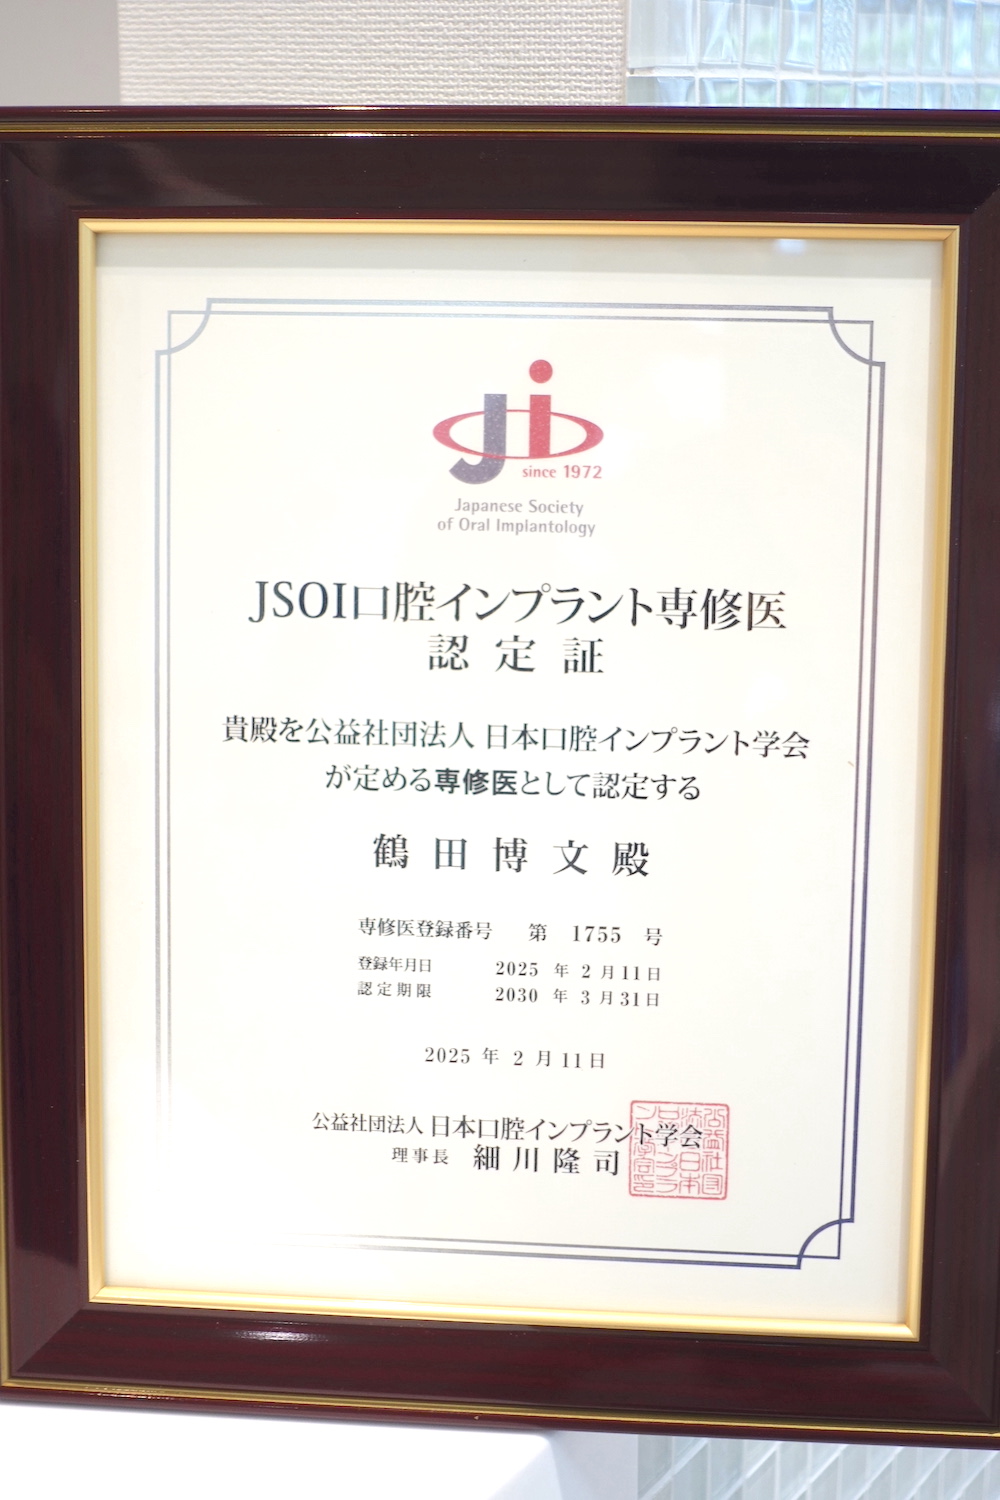 Ji
since 1972
Japanese Society
of Oral Implantology
JSOI口腔インプラント専修医
認定証
貴殿を公益社団法人 日本口腔インプラント学会
が定める専修医として認定する
鶴田博文殿
専修医登録番号 第 1755 号
登録年月日 2025 年 2 月 11 日
認定期限 2030 年 3 月 31 日
2025 年 2 月 11 日
公益社団法人 日本口腔インプラント学会
理事長 細川隆司